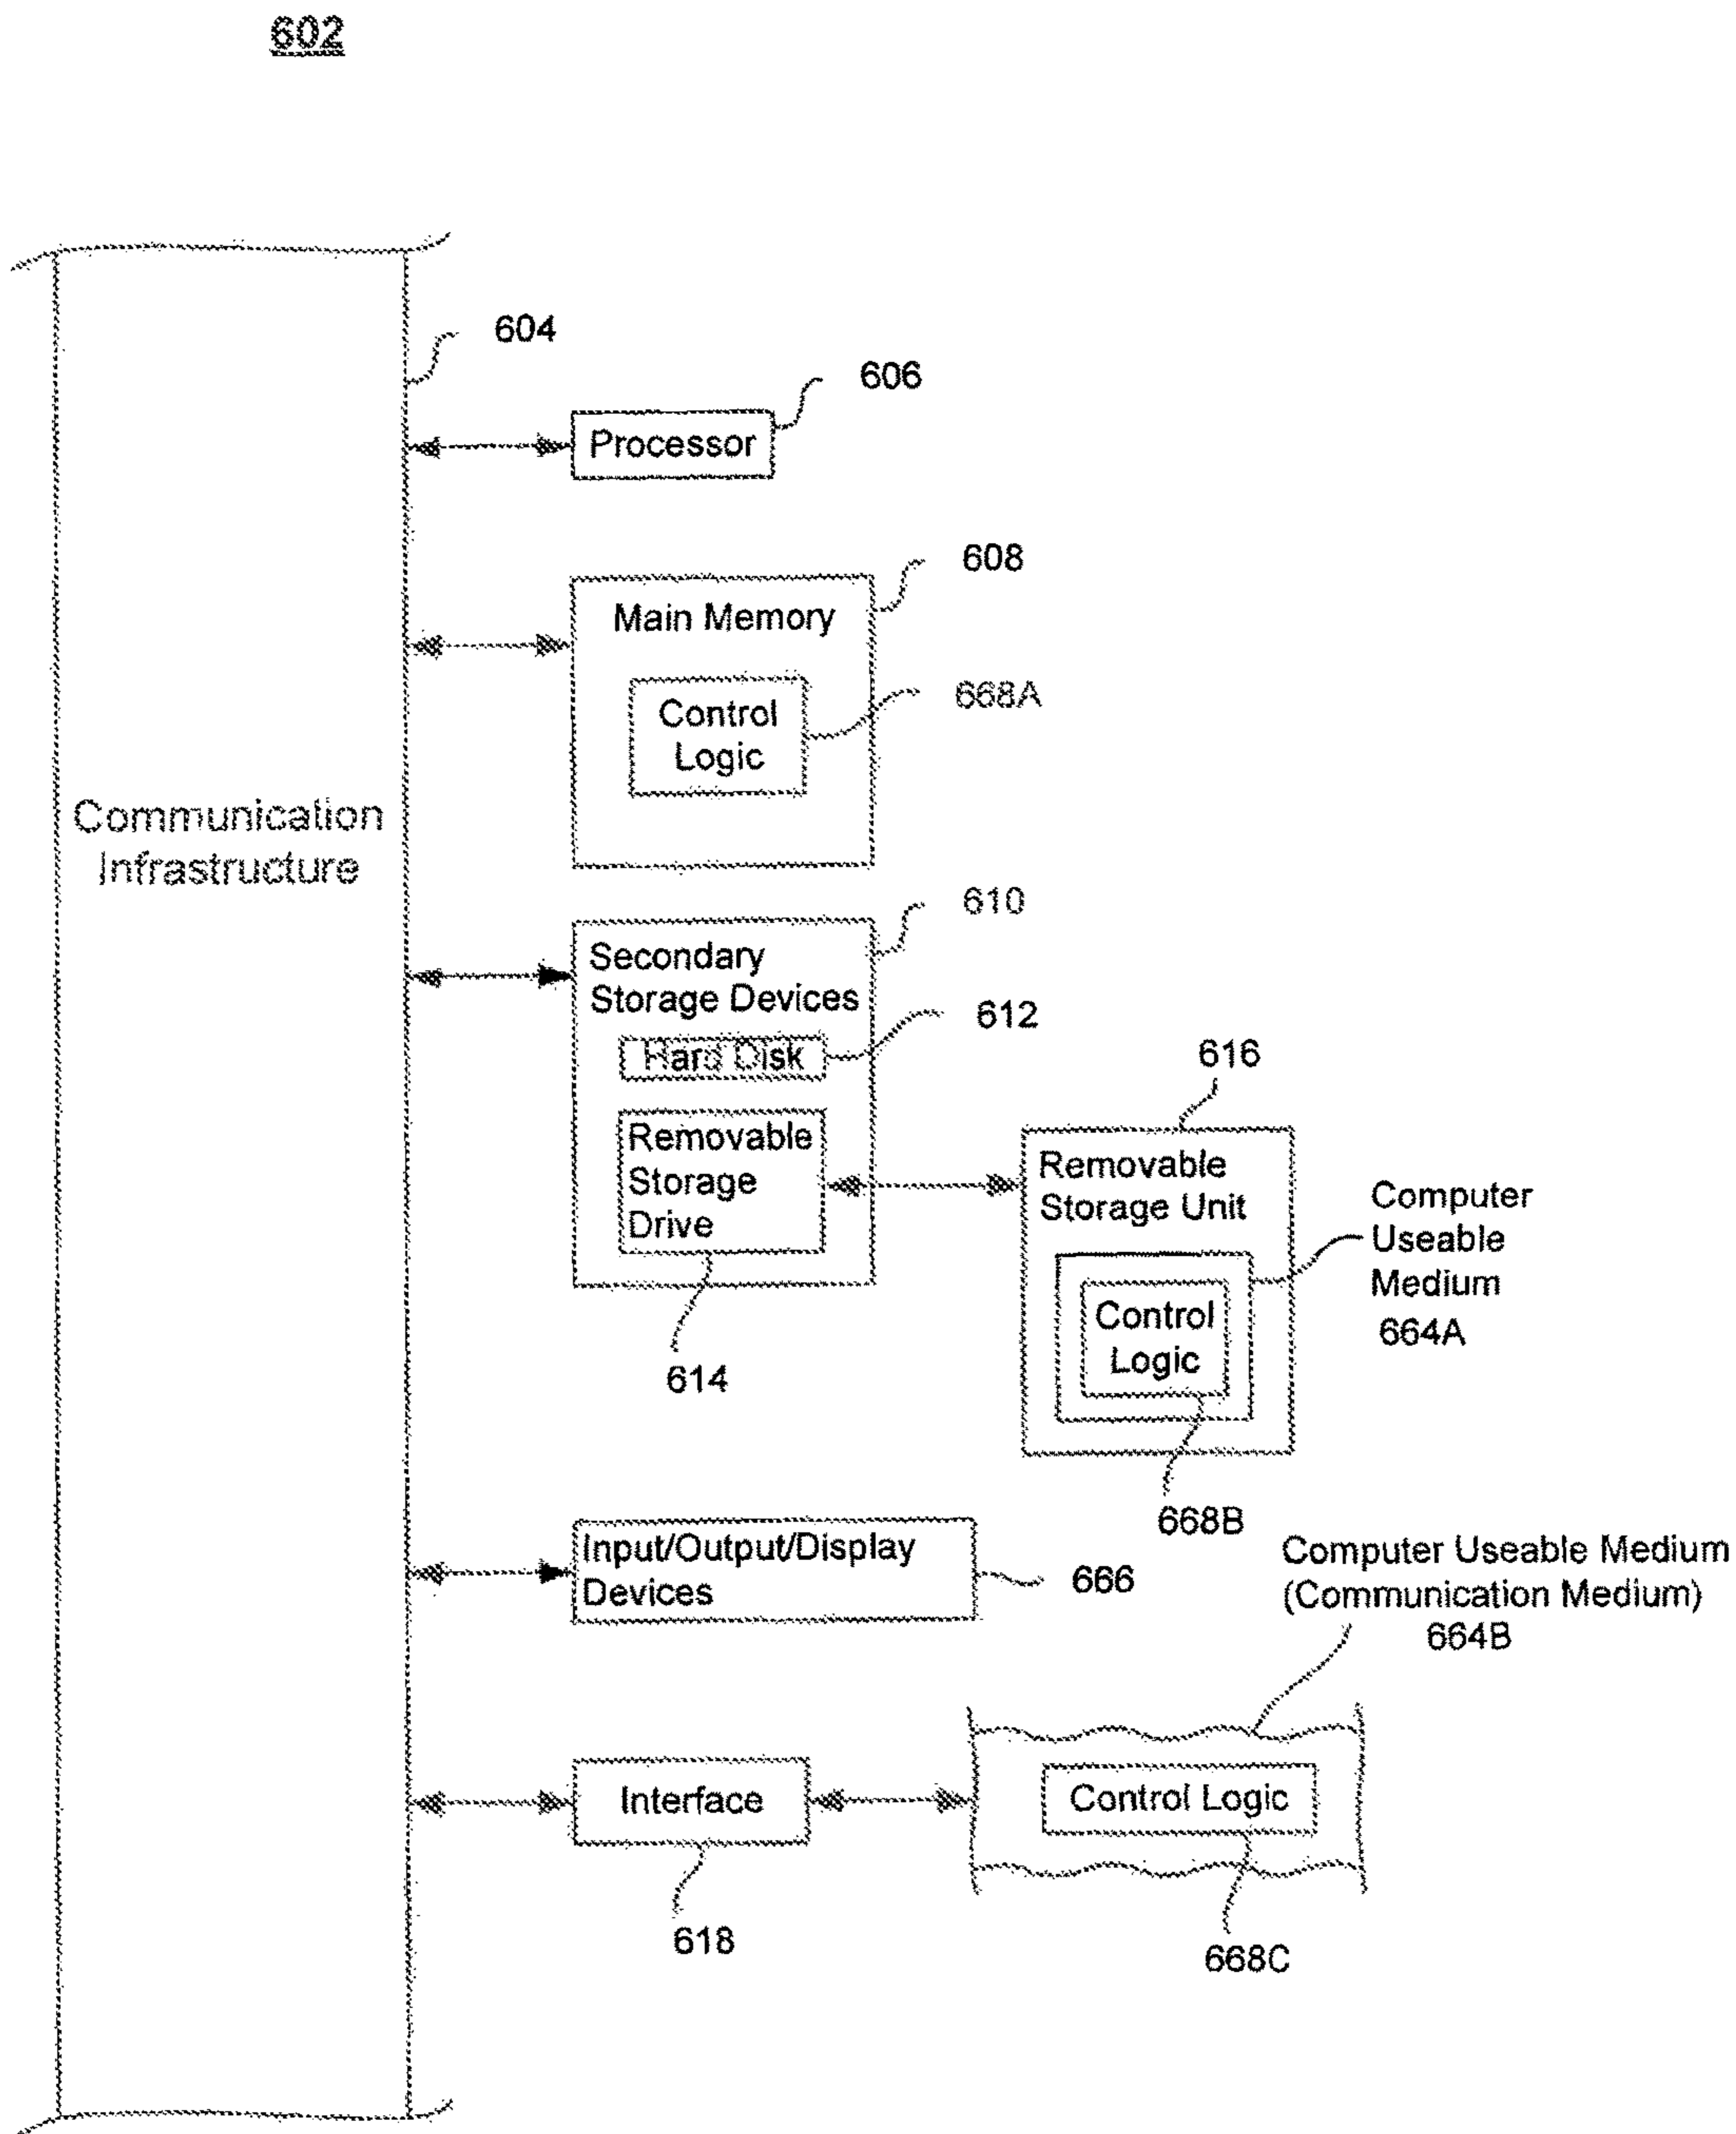 602
604
606
Processor
608
Main Memory
668A
Control
Logic
Communication
Infrastructure
610
Secondary
Storage Devices
612
Hard Disk
616
Removable
Storage
Drive
Removable
Storage Unit
Computer
Useable
Medium
664A
Control
Logic
614
668B
Input/Output/Display
Devices
666
Computer Useable Medium
(Communication Medium)
664B
Interface
Control Logic
618
668C